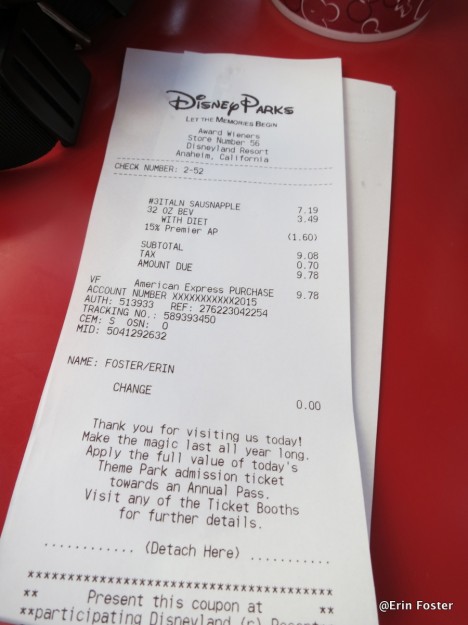 Disney Parks
Let the Memories Begin
Award Wieners
Store Number 56
Disneyland Resort
Anaheim, California
CHECK NUMBER: 2-52
#3ITALN SAUSNAPPLE 7.19
32 OZ BEV 3.49
WITH DIET
15% Premier AP (1.60)
SUBTOTAL 9.08
TAX 0.70
AMOUNT DUE 9.78
VF American Express PURCHASE 9.78
ACCOUNT NUMBER XXXXXXXXXXX2015
AUTH: 513933 REF: 276223042254
TRACKING NO.: 589393450
CEM: S OSN: 0
MID: 5041292632
NAME: FOSTER/ERIN
CHANGE 0.00
Thank you for visiting us today!
Make the magic last all year long.
Apply the full value of today's
Theme Park admission ticket
towards an Annual Pass.
Visit any of the Ticket Booths
for further details.
............ (Detach Here) ...........
xxxxxxxxxxxxxxxxxxxxxxxxxxxxxxxxxxxxxx
** Present this coupon at **
**participating Disneyland (r)
@Erin Foster